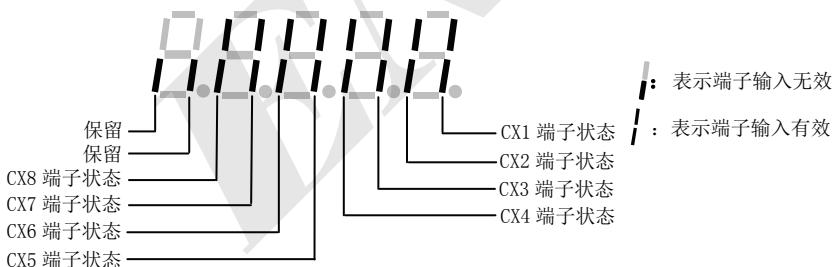 ：表示端子输入无效
：表示端子输入有效
保留
保留
CX8 端子状态
CX7 端子状态
CX6 端子状态
CX5 端子状态
CX1 端子状态
CX2 端子状态
CX3 端子状态
CX4 端子状态